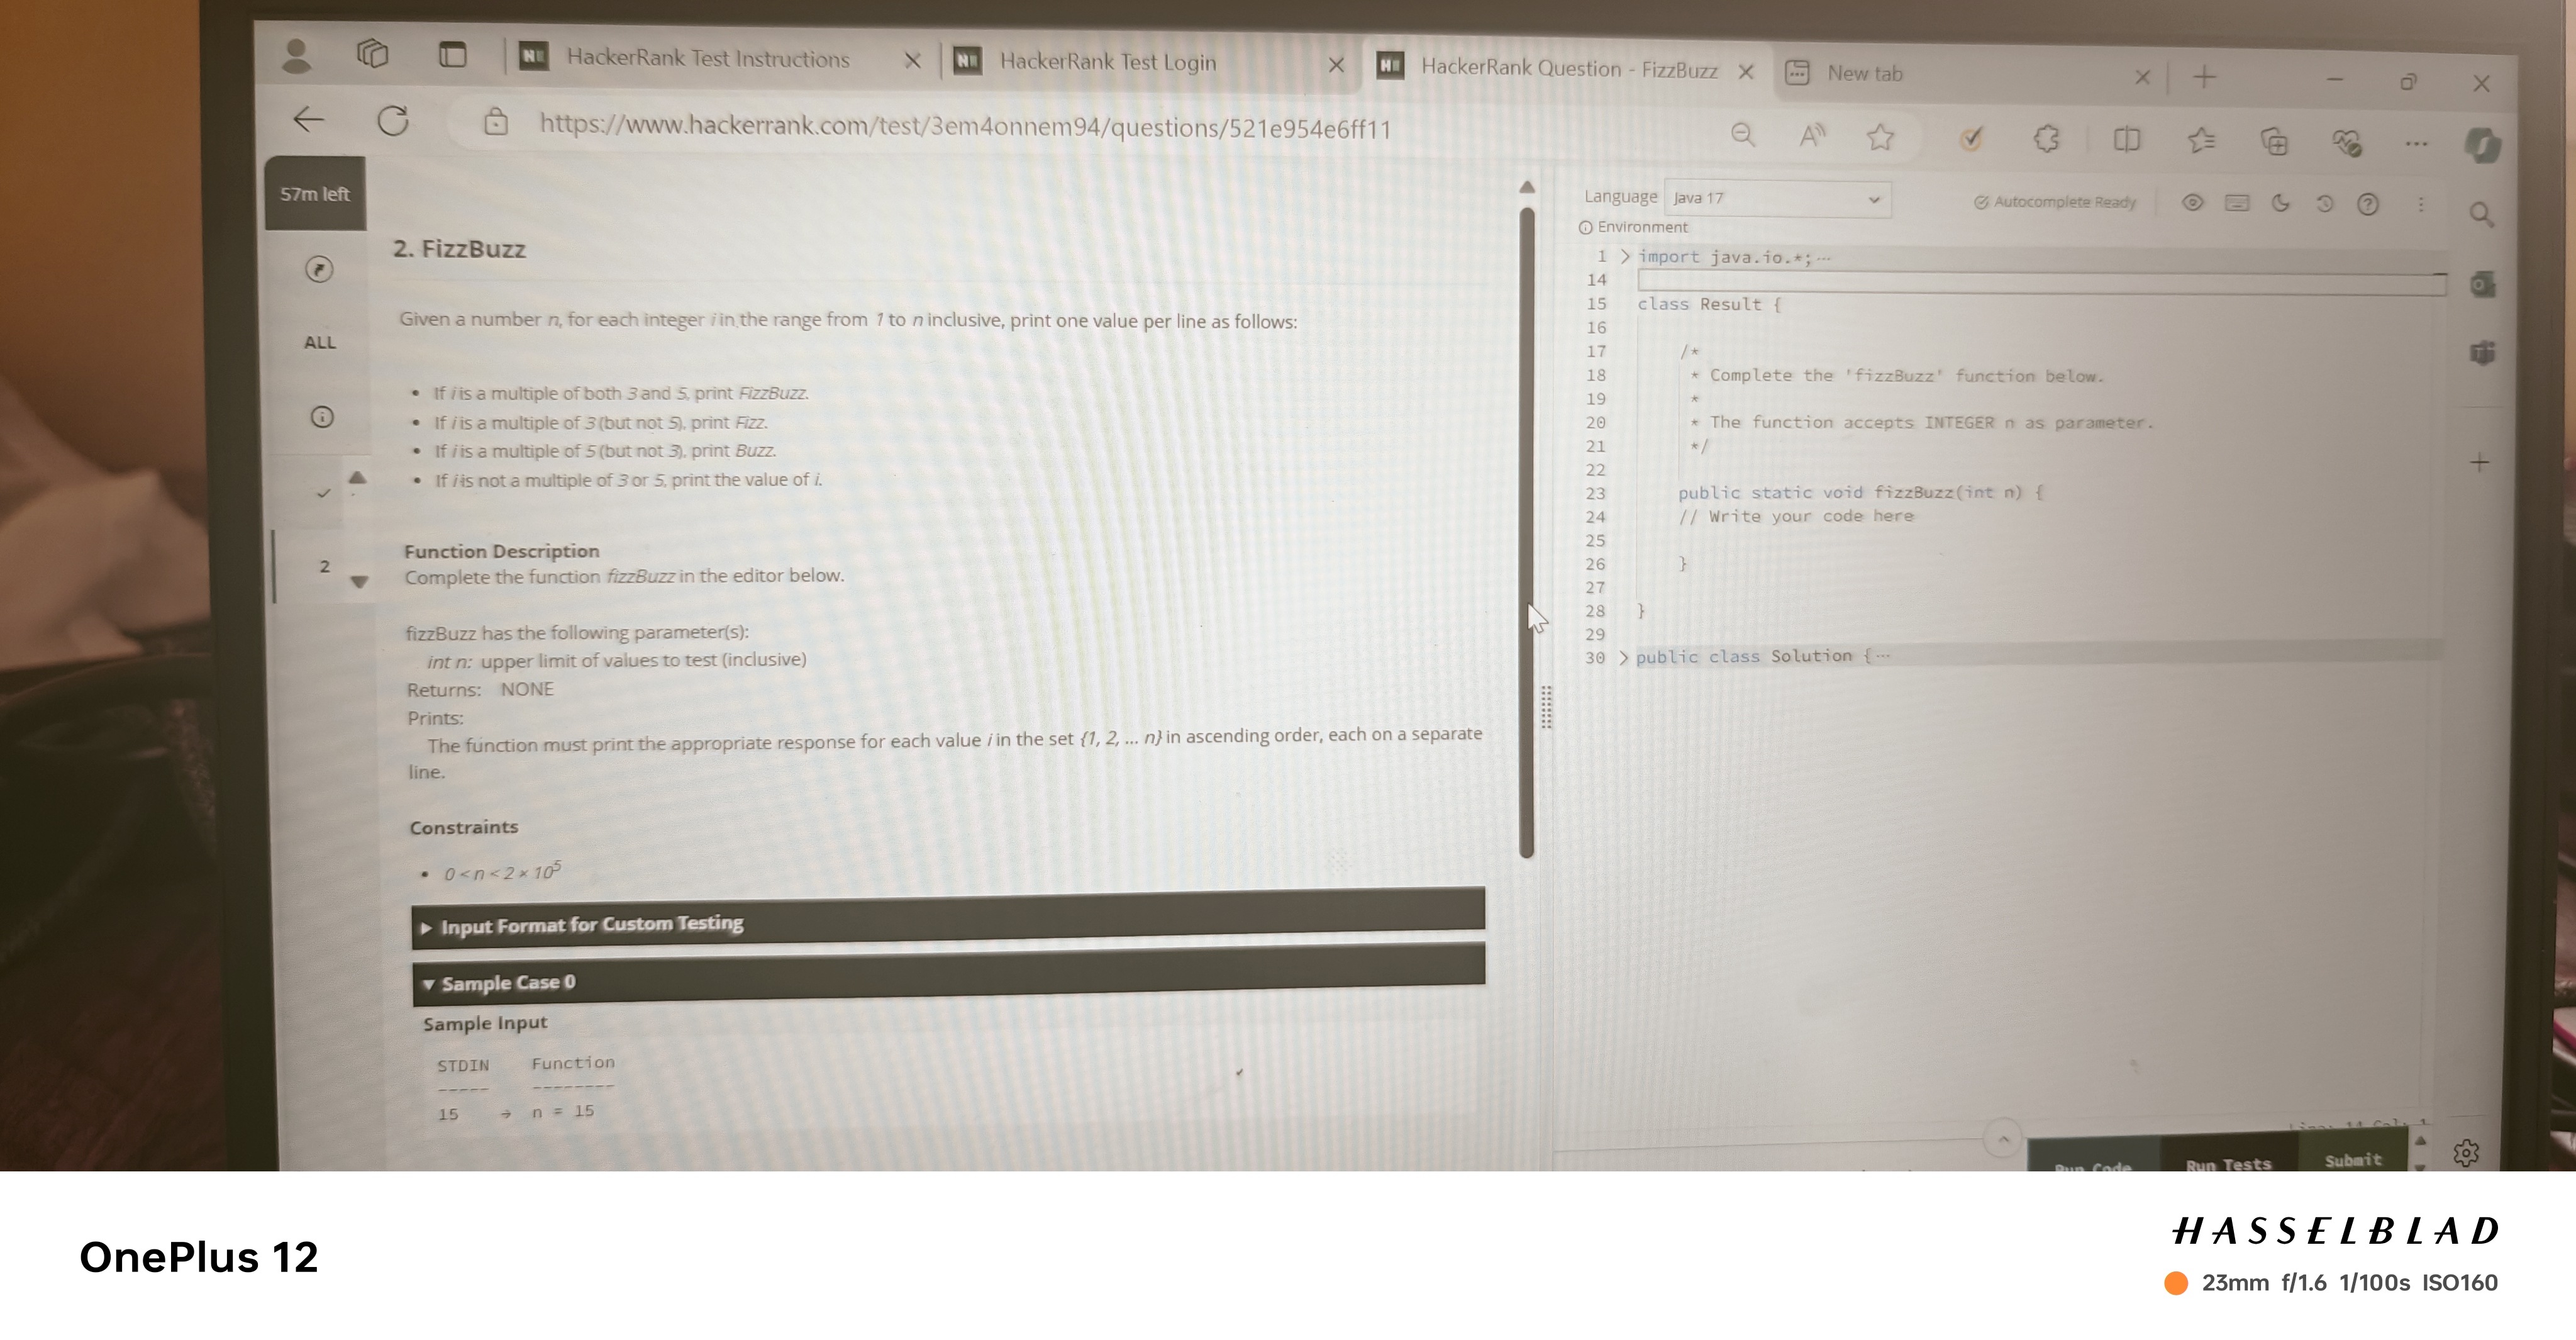 HackerRank Test Instructions
HackerRank Test Login
HackerRank Question - FizzBuzz
New tab
https://www.hackerrank.com/test/3em4onnem94/questions/521e954e6ff11
57m left
ALL
2
2. FizzBuzz
Given a number n, for each integer i in the range from 1 to n inclusive, print one value per line as follows:
• If i is a multiple of both 3 and 5, print FizzBuzz.
• If i is a multiple of 3 (but not 5), print Fizz.
• If i is a multiple of 5 (but not 3), print Buzz.
• If i is not a multiple of 3 or 5, print the value of i.
Function Description
Complete the function fizzBuzz in the editor below.
fizzBuzz has the following parameter(s):
int n: upper limit of values to test (inclusive)
Returns: NONE
Prints:
The function must print the appropriate response for each value i in the set {1, 2, ... n} in ascending order, each on a separate
line.
Constraints
• 0 < n < 2 × 10^5
Input Format for Custom Testing
Sample Case 0
Sample Input
STDIN Function
----- --------
15 → n = 15
Language Java 17
Autocomplete Ready
Environment
1 > import java.io.*; ...
14
15 class Result {
16
17 /*
18 * Complete the 'fizzBuzz' function below.
19 *
20 * The function accepts INTEGER n as parameter.
21 */
22
23 public static void fizzBuzz(int n) {
24 // Write your code here
25
26 }
27
28 }
29
30 > public class Solution { ...
Run Code
Run Tests
Submit
OnePlus 12
HASSELBLAD
23mm f/1.6 1/100s ISO160